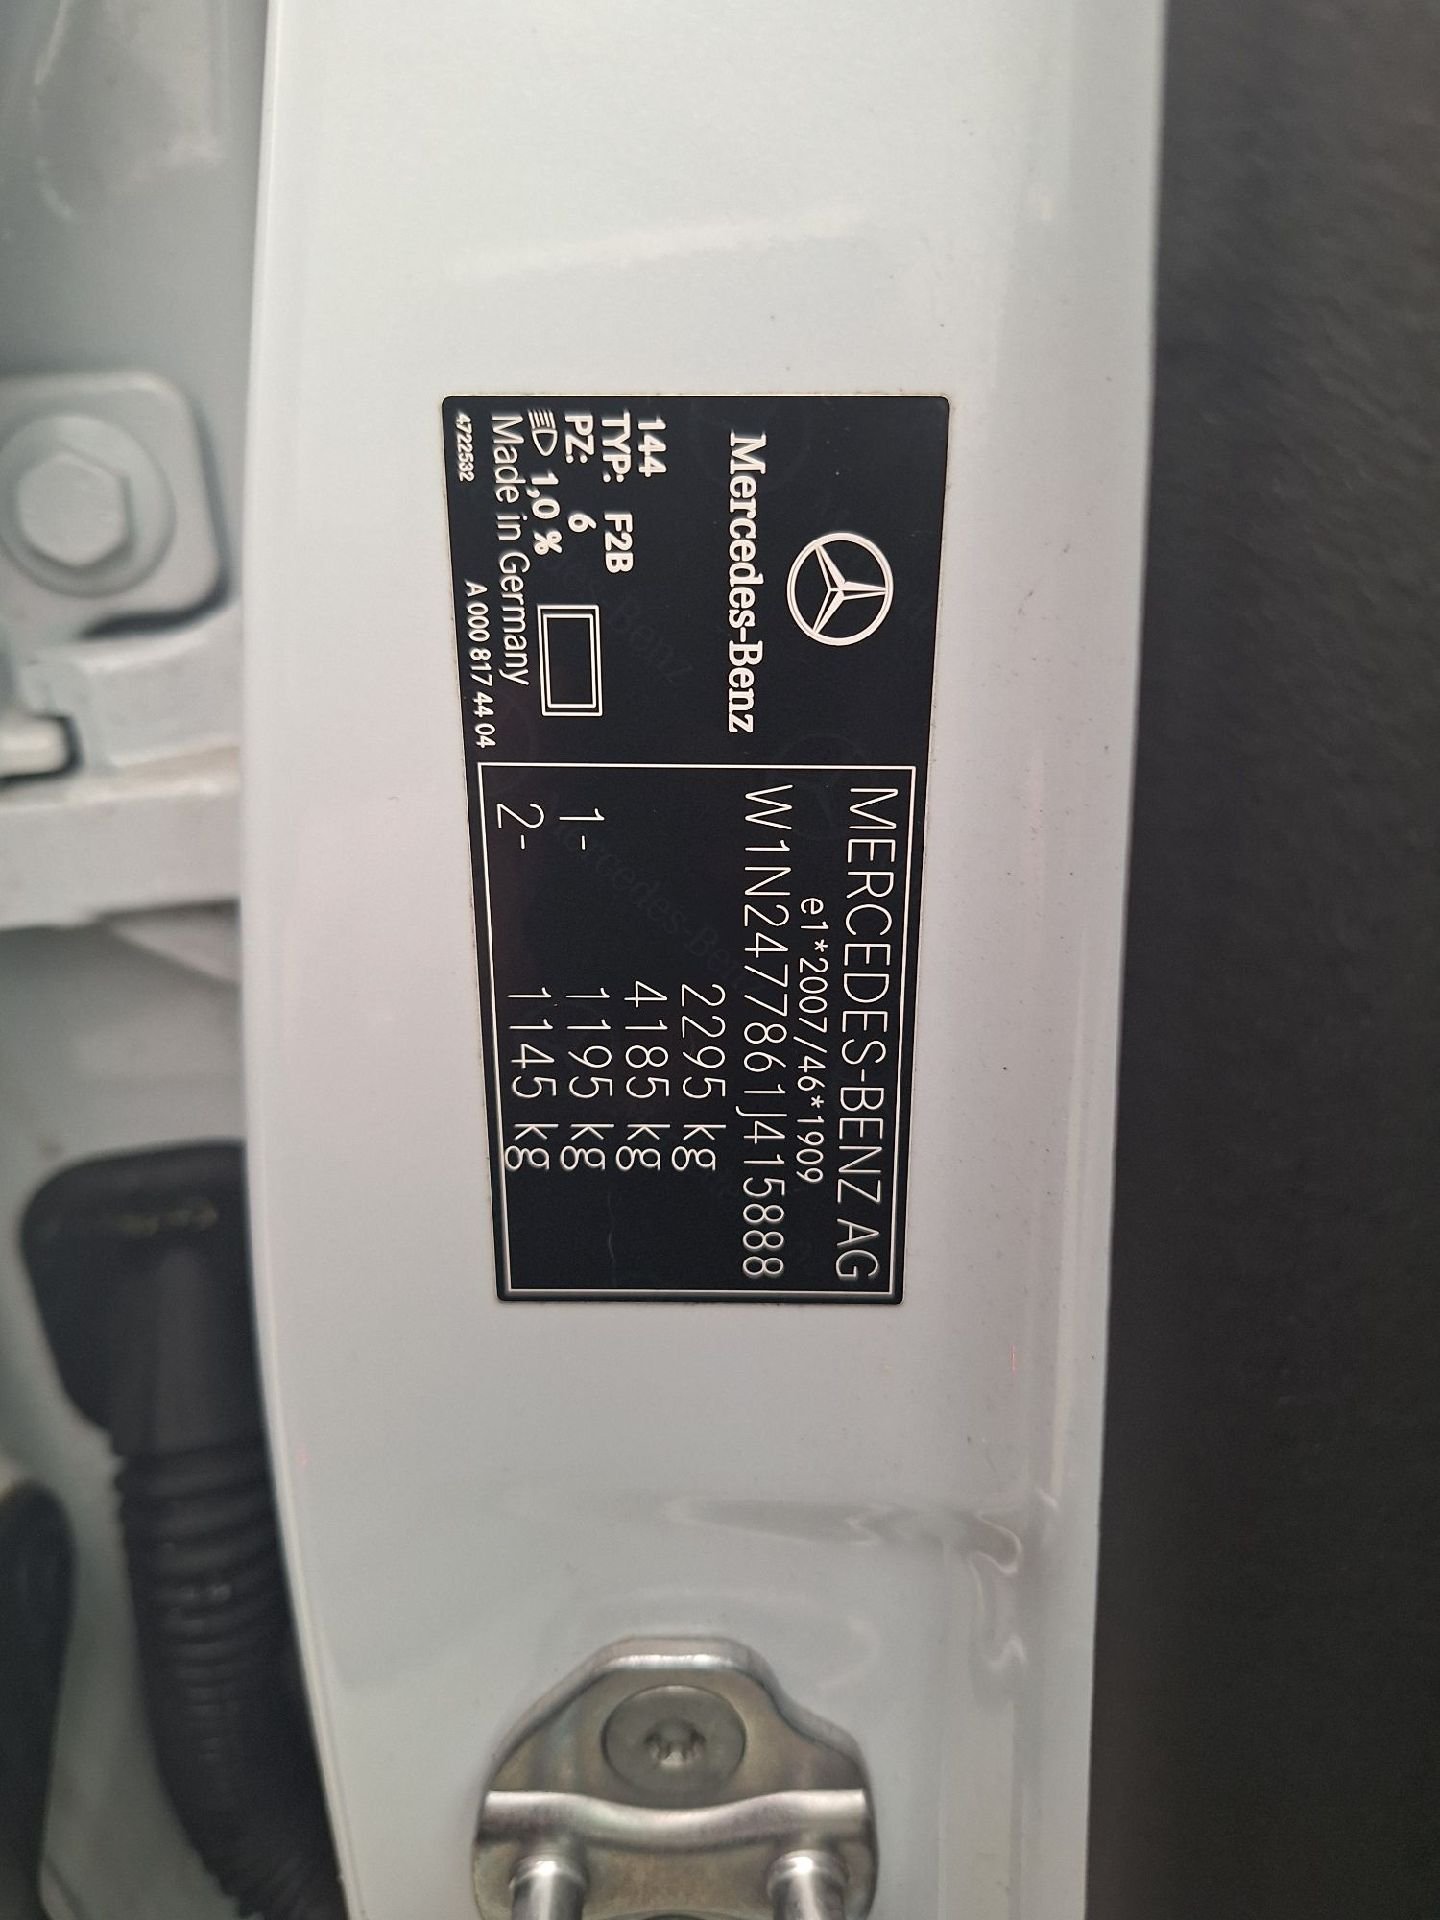 Mercedes-Benz
144
TYP: F2B
PZ: 6
1,0 %
Made in Germany
4722532
A 000 817 44 04
MERCEDES-BENZ AG
e1*2007/46*1909
W1N2477861J415888
2295 kg
4185 kg
1- 1195 kg
2- 1145 kg